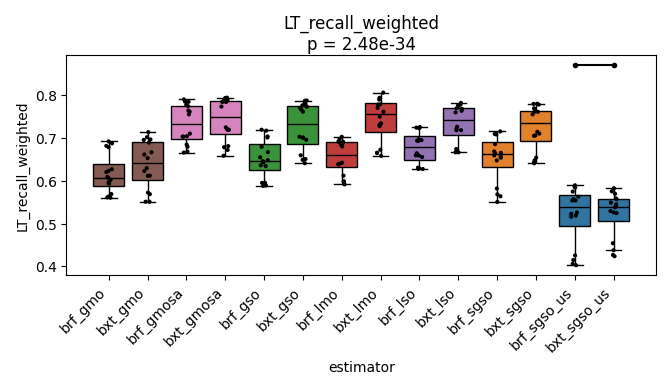 LT_recall_weighted
p = 2.48e-34
LT_recall_weighted
0.8
0.7
0.6
0.5
0.4
brf_gmo
bxt_gmo
brf_gmosa
bxt_gmosa
brf_gso
bxt_gso
brf_lmo
bxt_lmo
brf_lso
bxt_lso
brf_sgso
bxt_sgso
brf_sgso_us
bxt_sgso_us
estimator